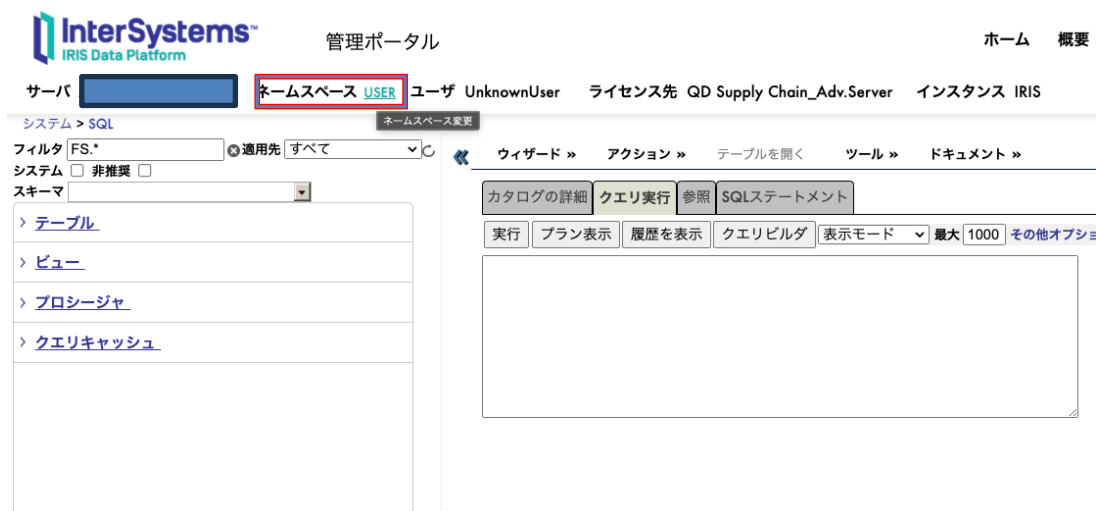 InterSystems™
IRIS Data Platform
管理ポータル
ホーム 概要
サーバ ネームスペース USER ユーザ UnknownUser ライセンス先 QD Supply Chain_Adv.Server インスタンス IRIS
ネームスペース変更
システム > SQL
フィルタ FS.* 適用先 すべて
システム 非推奨
スキーマ
テーブル
ビュー
プロシージャ
クエリキャッシュ
ウィザード » アクション » テーブルを開く ツール » ドキュメント »
カタログの詳細 クエリ実行 参照 SQLステートメント
実行 プラン表示 履歴を表示 クエリビルダ 表示モード 最大 1000 その他オプショ